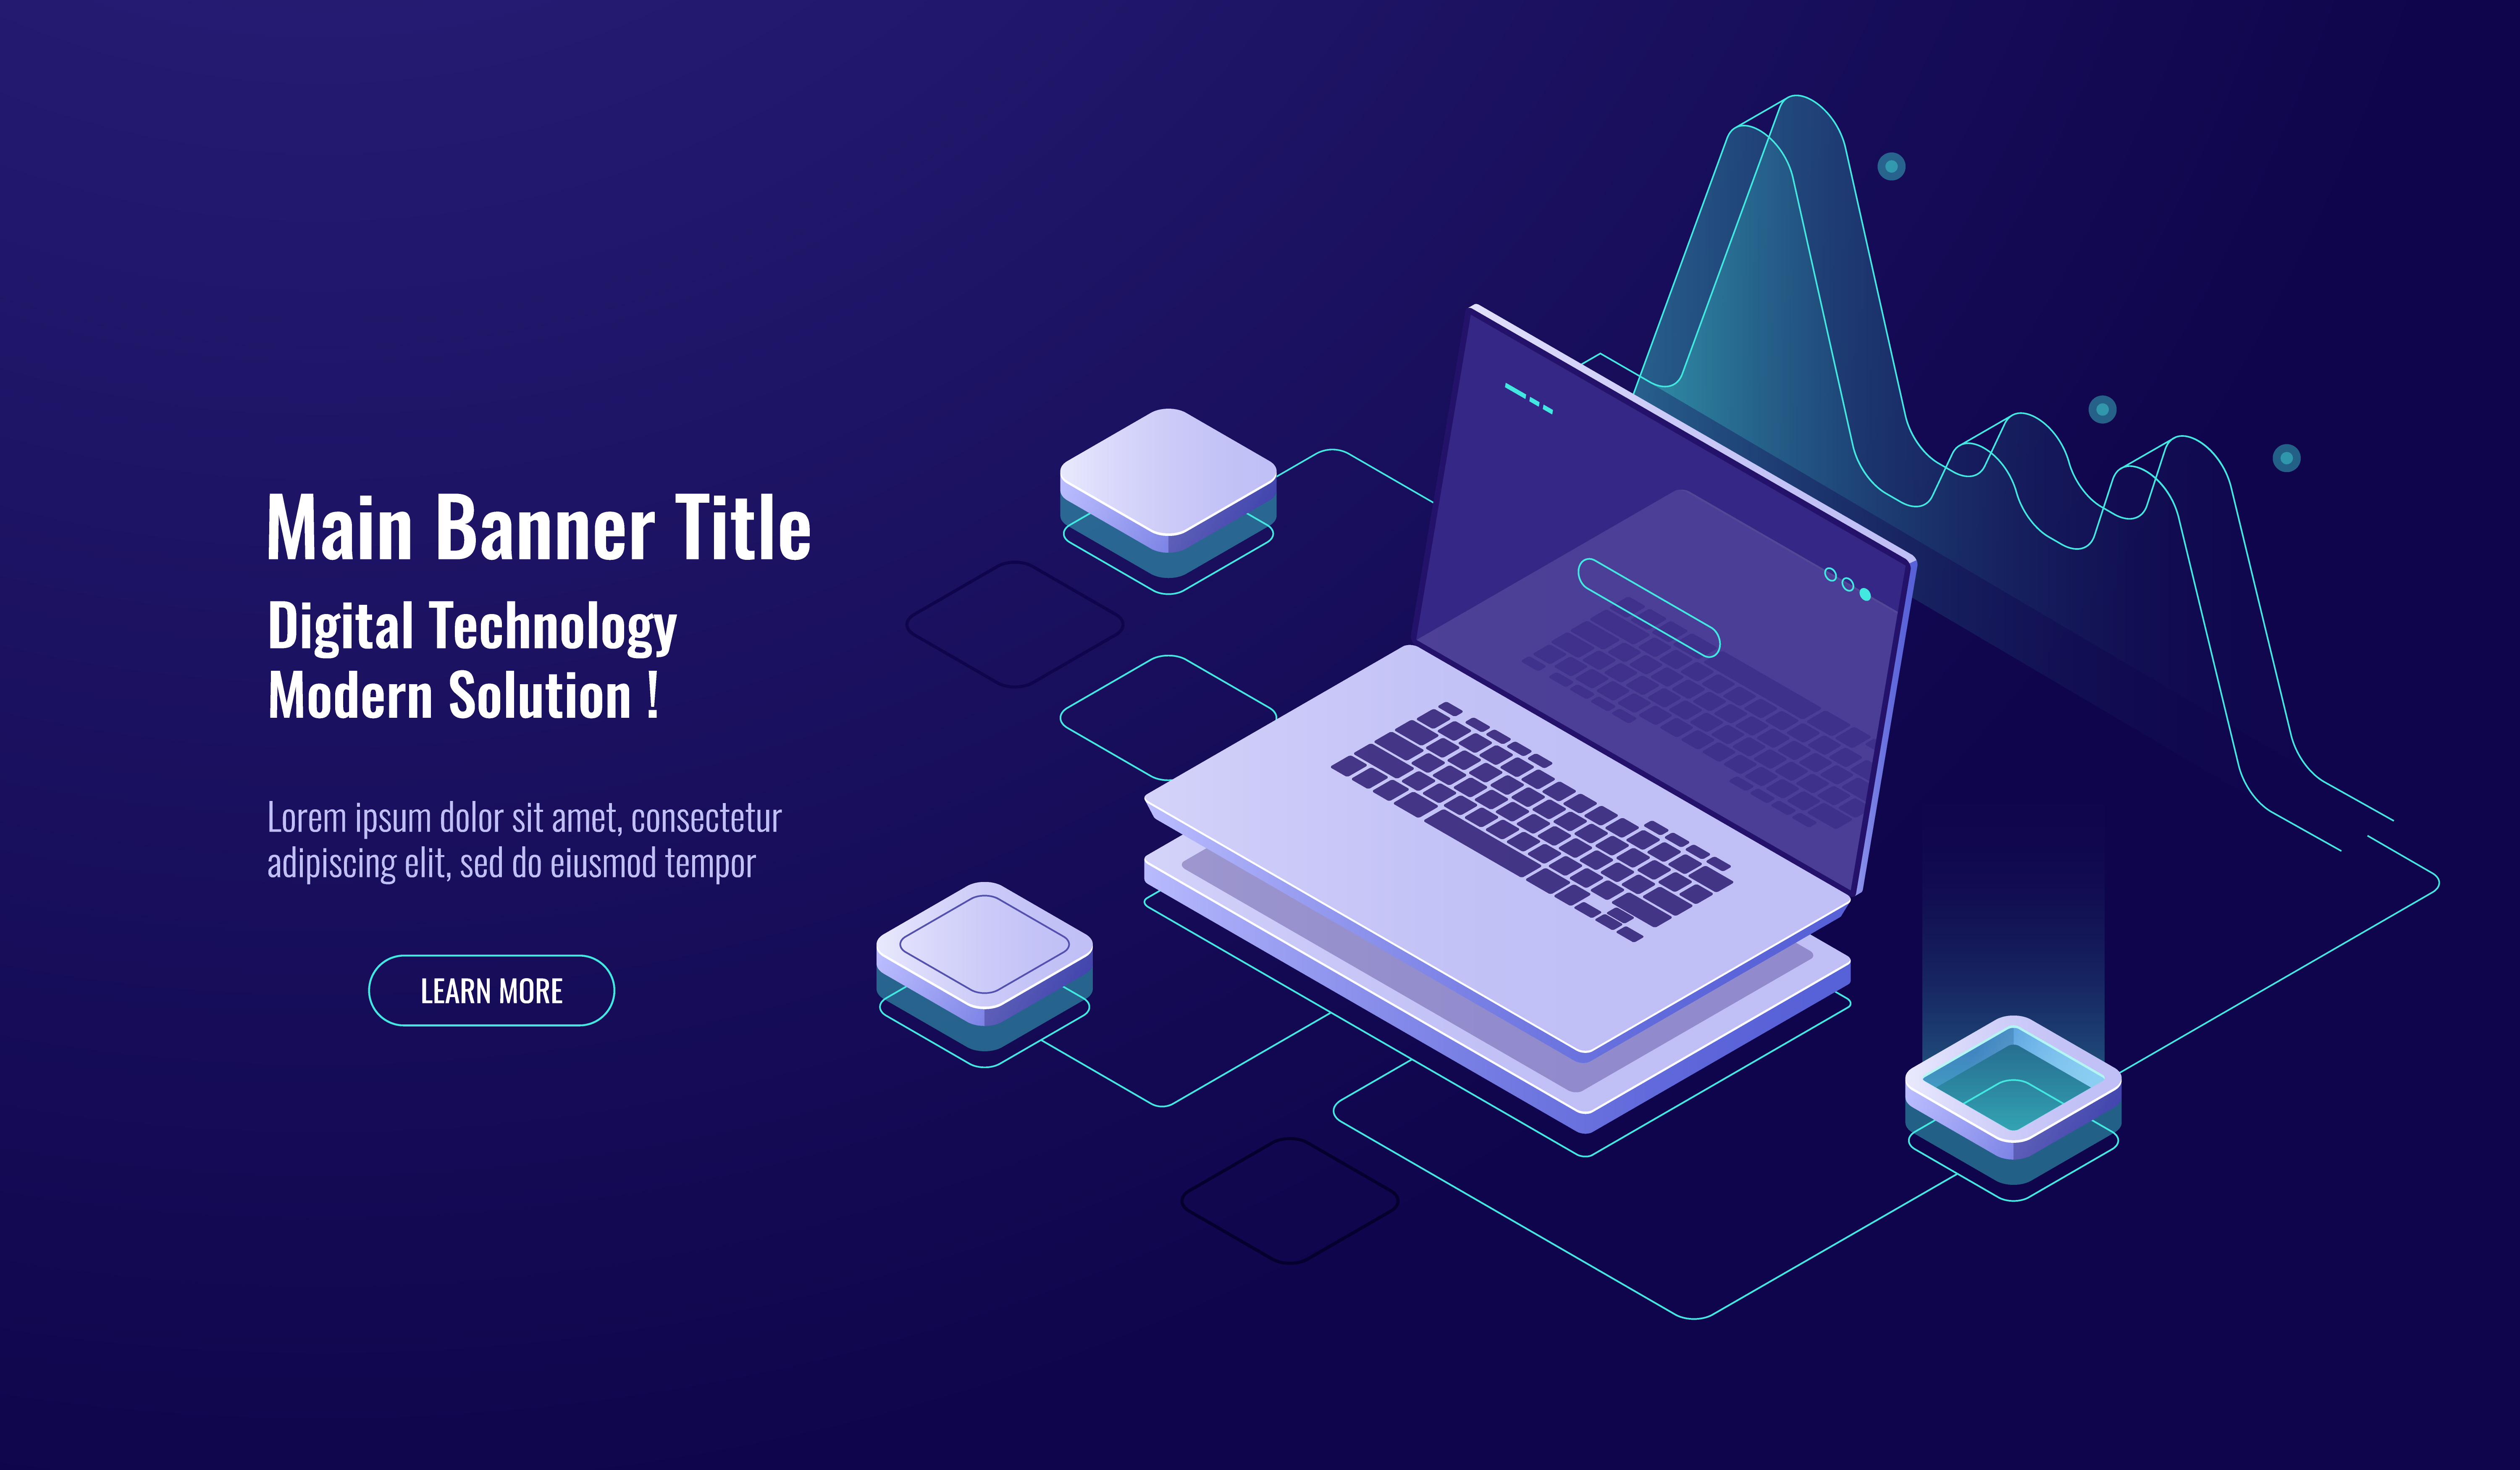 Main Banner Title
Digital Technology
Modern Solution !
Lorem ipsum dolor sit amet, consectetur
adipiscing elit, sed do eiusmod tempor
LEARN MORE